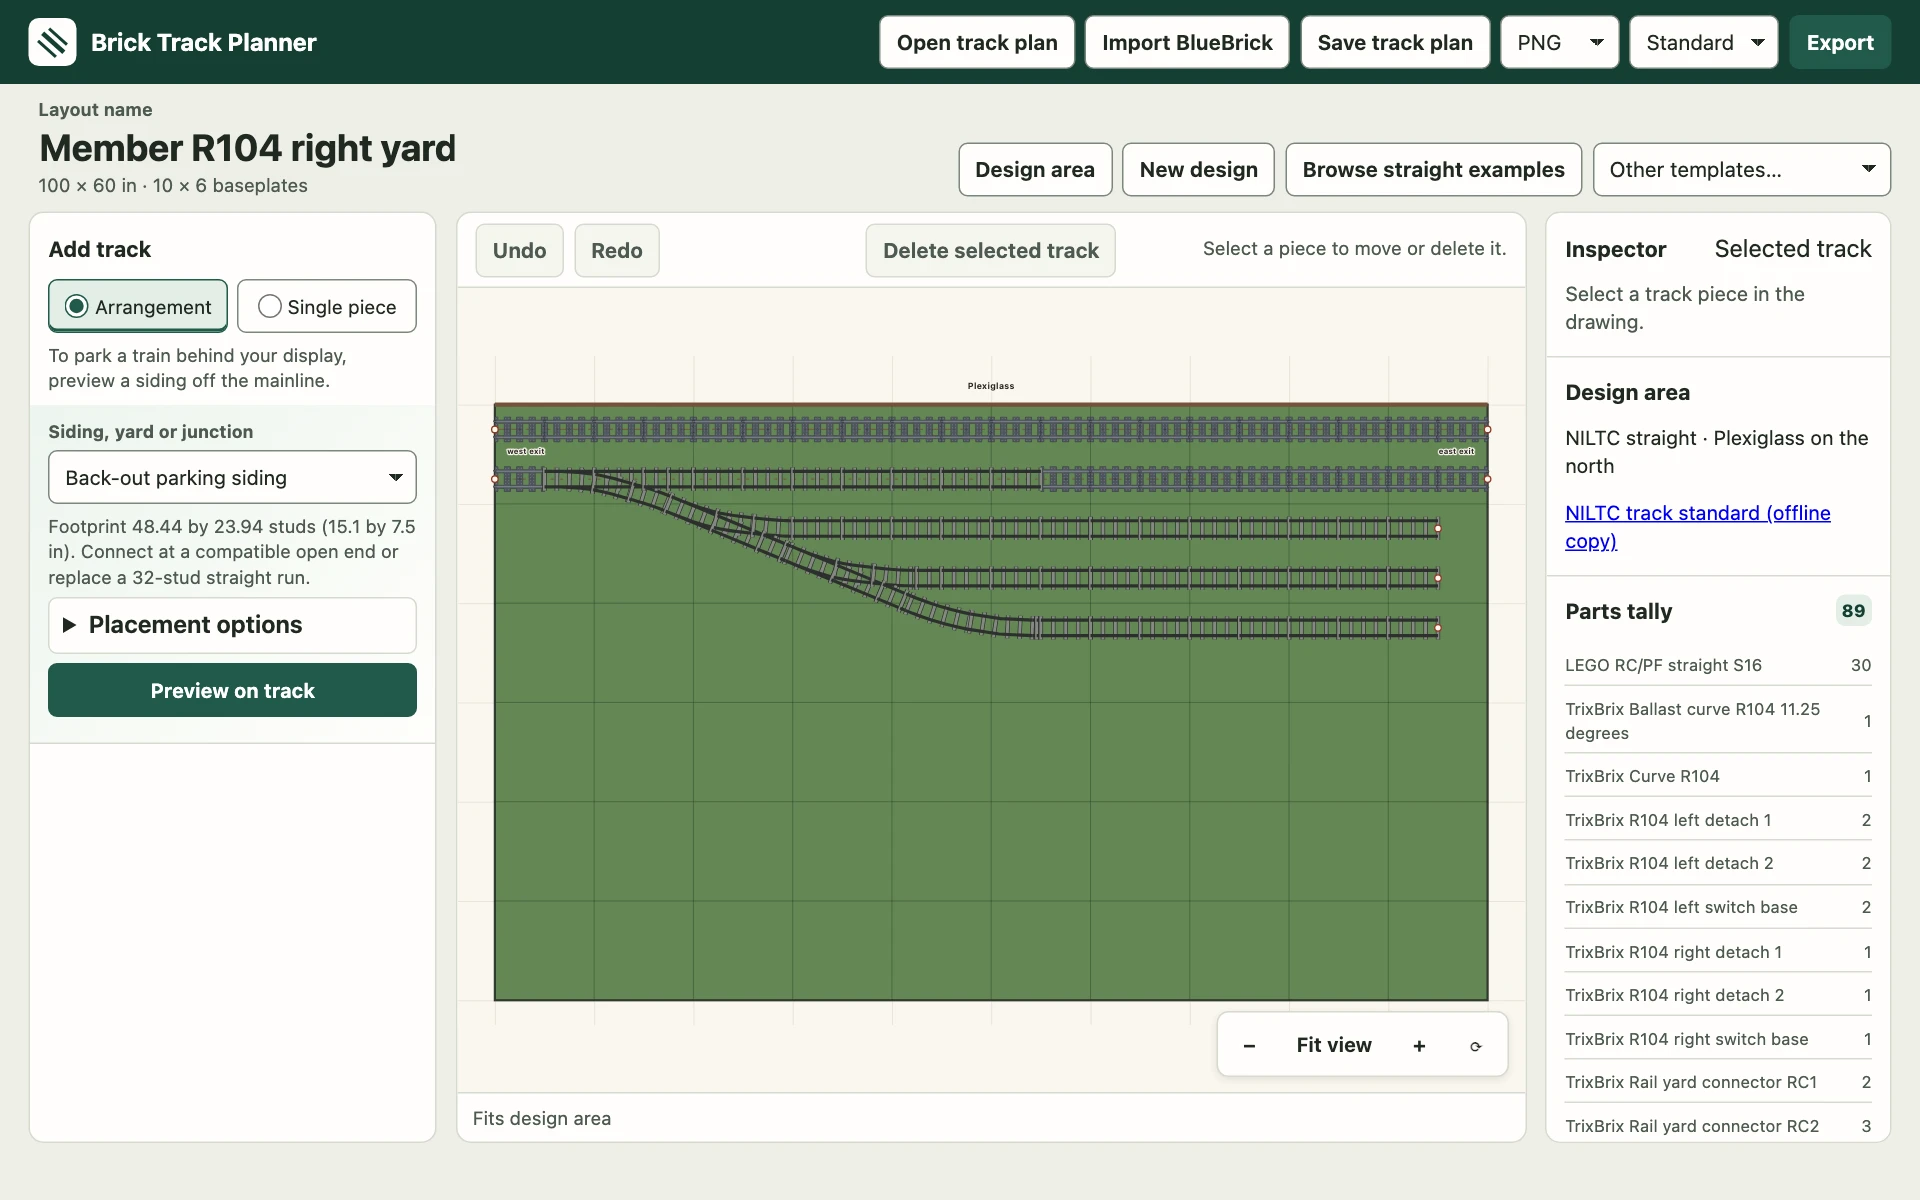 Brick Track Planner
Open track plan
Import BlueBrick
Save track plan
PNG
Standard
Export
Layout name
Member R104 right yard
100 × 60 in · 10 × 6 baseplates
Design area
New design
Browse straight examples
Other templates...
Add track
Arrangement
Single piece
To park a train behind your display,
preview a siding off the mainline.
Siding, yard or junction
Back-out parking siding
Footprint 48.44 by 23.94 studs (15.1 by 7.5
in). Connect at a compatible open end or
replace a 32-stud straight run.
Placement options
Preview on track
Undo
Redo
Delete selected track
Select a piece to move or delete it.
Plexiglass
west exit
east exit
−
Fit view
+
Fits design area
Inspector
Selected track
Select a track piece in the
drawing.
Design area
NILTC straight · Plexiglass on the
north
NILTC track standard (offline
copy)
Parts tally
89
LEGO RC/PF straight S16 30
TrixBrix Ballast curve R104 11.25
degrees 1
TrixBrix Curve R104 1
TrixBrix R104 left detach 1 2
TrixBrix R104 left detach 2 2
TrixBrix R104 left switch base 2
TrixBrix R104 right detach 1 1
TrixBrix R104 right detach 2 1
TrixBrix R104 right switch base 1
TrixBrix Rail yard connector RC1 2
TrixBrix Rail yard connector RC2 3